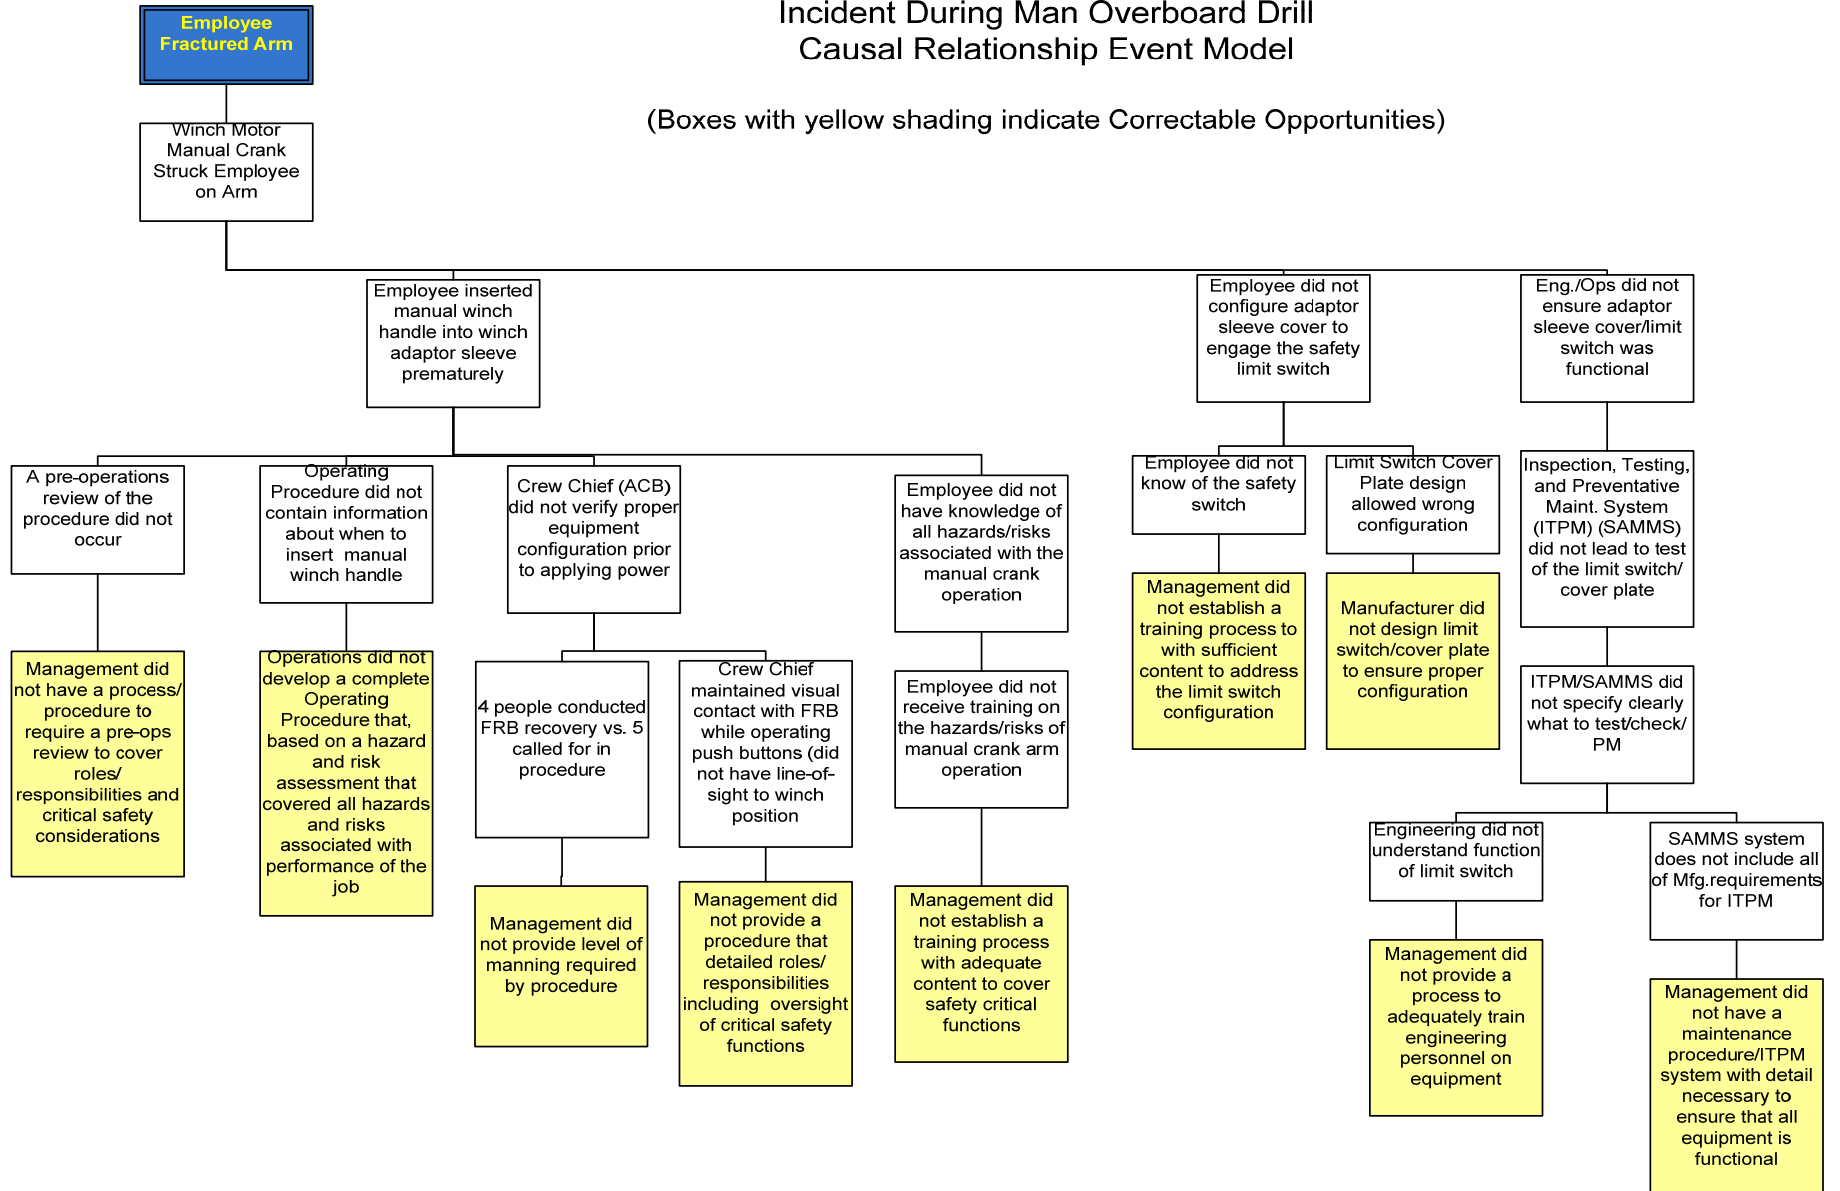 Incident During Man Overboard Drill
Causal Relationship Event Model
(Boxes with yellow shading indicate Correctable Opportunities)
Employee
Fractured Arm
Winch Motor
Manual Crank
Struck Employee
on Arm
Employee inserted
manual winch
handle into winch
adaptor sleeve
prematurely
Employee did not
configure adaptor
sleeve cover to
engage the safety
limit switch
Eng./Ops did not
ensure adaptor
sleeve cover/limit
switch was
functional
A pre-operations
review of the
procedure did not
occur
Operating
Procedure did not
contain information
about when to
insert manual
winch handle
Crew Chief (ACB)
did not verify proper
equipment
configuration prior
to applying power
Employee did not
have knowledge of
all hazards/risks
associated with the
manual crank
operation
Employee did not
know of the safety
switch
Limit Switch Cover
Plate design
allowed wrong
configuration
Inspection, Testing,
and Preventative
Maint. System
(ITPM) (SAMMS)
did not lead to test
of the limit switch/
cover plate
Management did
not have a process/
procedure to
require a pre-ops
review to cover
roles/
responsibilities and
critical safety
considerations
Operations did not
develop a complete
Operating
Procedure that,
based on a hazard
and risk
assessment that
covered all hazards
and risks
associated with
performance of the
job
4 people conducted
FRB recovery vs. 5
called for in
procedure
Crew Chief
maintained visual
contact with FRB
while operating
push buttons (did
not have line-of-
sight to winch
position
Employee did not
receive training on
the hazards/risks of
manual crank arm
operation
Management did
not establish a
training process to
with sufficient
content to address
the limit switch
configuration
Manufacturer did
not design limit
switch/cover plate
to ensure proper
configuration
ITPM/SAMMS did
not specify clearly
what to test/check/
PM
Management did
not provide level of
manning required
by procedure
Management did
not provide a
procedure that
detailed roles/
responsibilities
including oversight
of critical safety
functions
Management did
not establish a
training process
with adequate
content to cover
safety critical
functions
Engineering did not
understand function
of limit switch
SAMMS system
does not include all
of Mfg.requirements
for ITPM
Management did
not provide a
process to
adequately train
engineering
personnel on
equipment
Management did
not have a
maintenance
procedure/ITPM
system with detail
necessary to
ensure that all
equipment is
functional